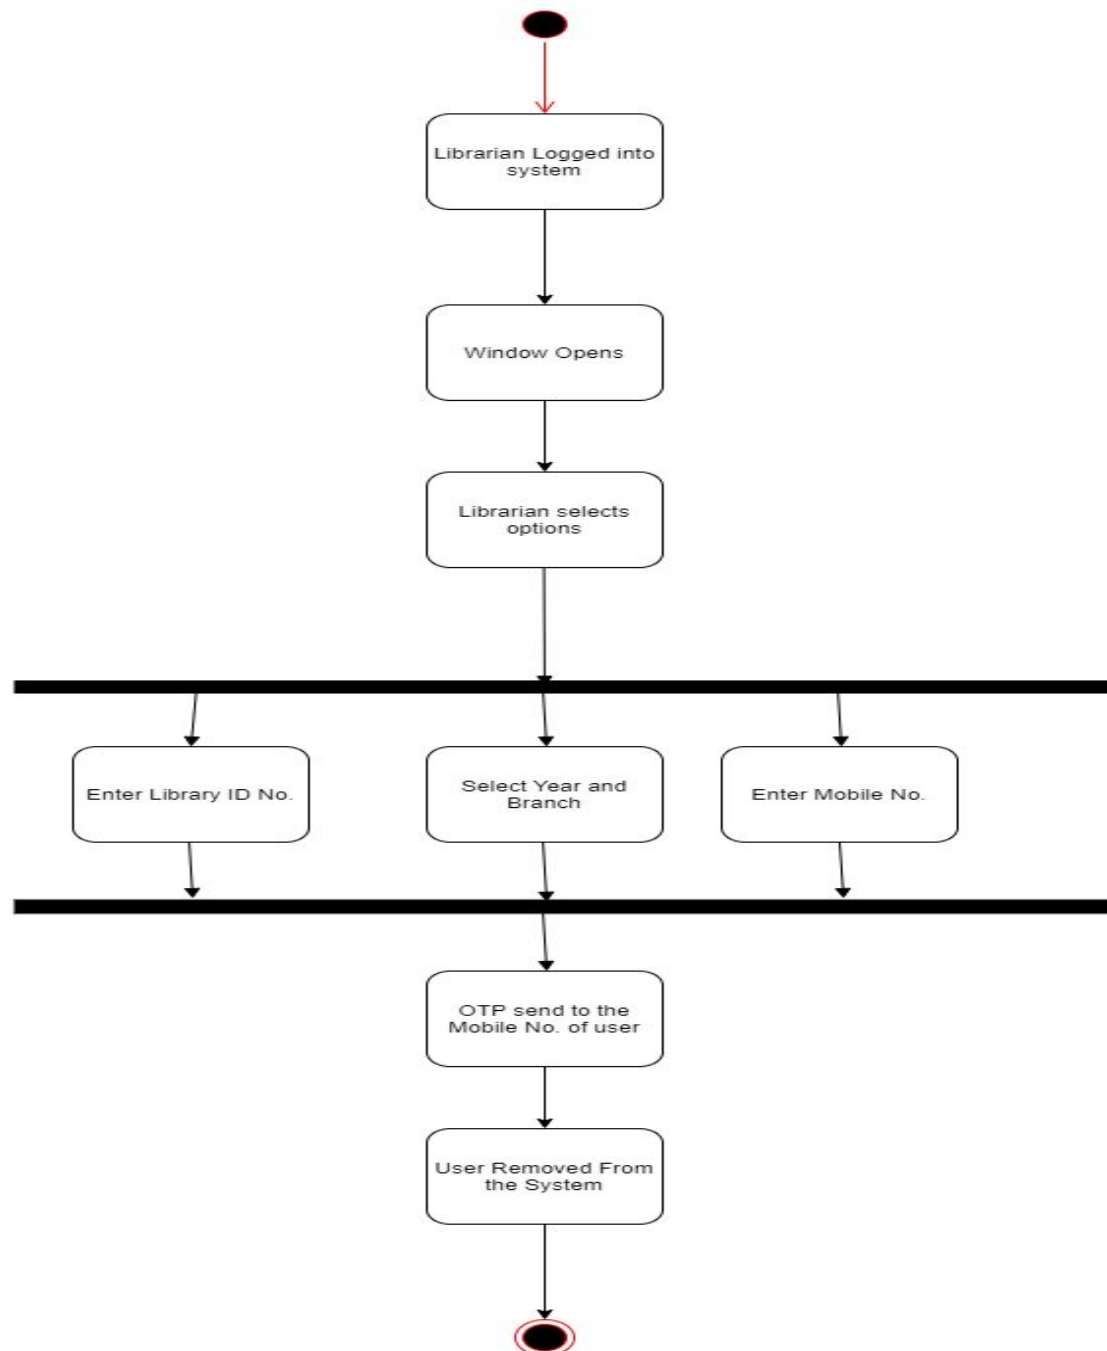 Librarian Logged into
system
Window Opens
Librarian selects
options
Enter Library ID No.
Select Year and
Branch
Enter Mobile No.
OTP send to the
Mobile No. of user
User Removed From
the System